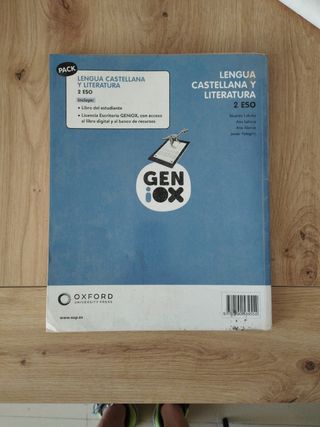 PACK
LENGUA CASTELLANA
Y LITERATURA
2 ESO
Incluye:
• Libro del estudiante
• Licencia Escritorio GENiOX, con acceso
al libro digital y al banco de recursos
LENGUA
CASTELLANA Y
LITERATURA
2 ESO
GEN
iOX
OXFORD
UNIVERSITY PRESS
www.oup.es